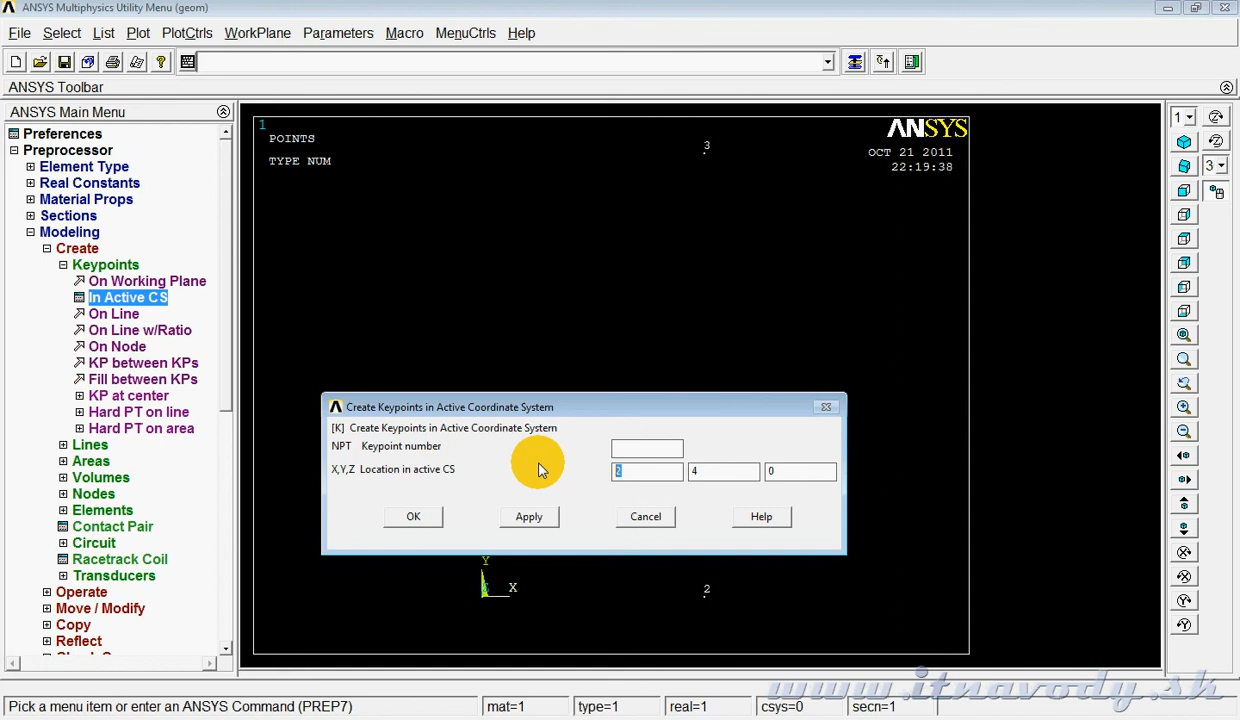 ANSYS Multiphysics Utility Menu (geom)
File Select List Plot PlotCtrls WorkPlane Parameters Macro MenuCtrls Help
ANSYS Toolbar
ANSYS Main Menu
Preferences
Preprocessor
Element Type
Real Constants
Material Props
Sections
Modeling
Create
Keypoints
On Working Plane
In Active CS
On Line
On Line w/Ratio
On Node
KP between KPs
Fill between KPs
KP at center
Hard PT on line
Hard PT on area
Lines
Areas
Volumes
Nodes
Elements
Contact Pair
Circuit
Racetrack Coil
Transducers
Operate
Move / Modify
Copy
Reflect
1
POINTS
TYPE NUM
3
ANSYS
OCT 21 2011
22:19:38
Create Keypoints in Active Coordinate System
[K] Create Keypoints in Active Coordinate System
NPT Keypoint number
X,Y,Z Location in active CS 2 4 0
OK Apply Cancel Help
Y
X
2
1
3
www.itnavody.sk
Pick a menu item or enter an ANSYS Command (PREP7) mat=1 type=1 real=1 csys=0 secn=1